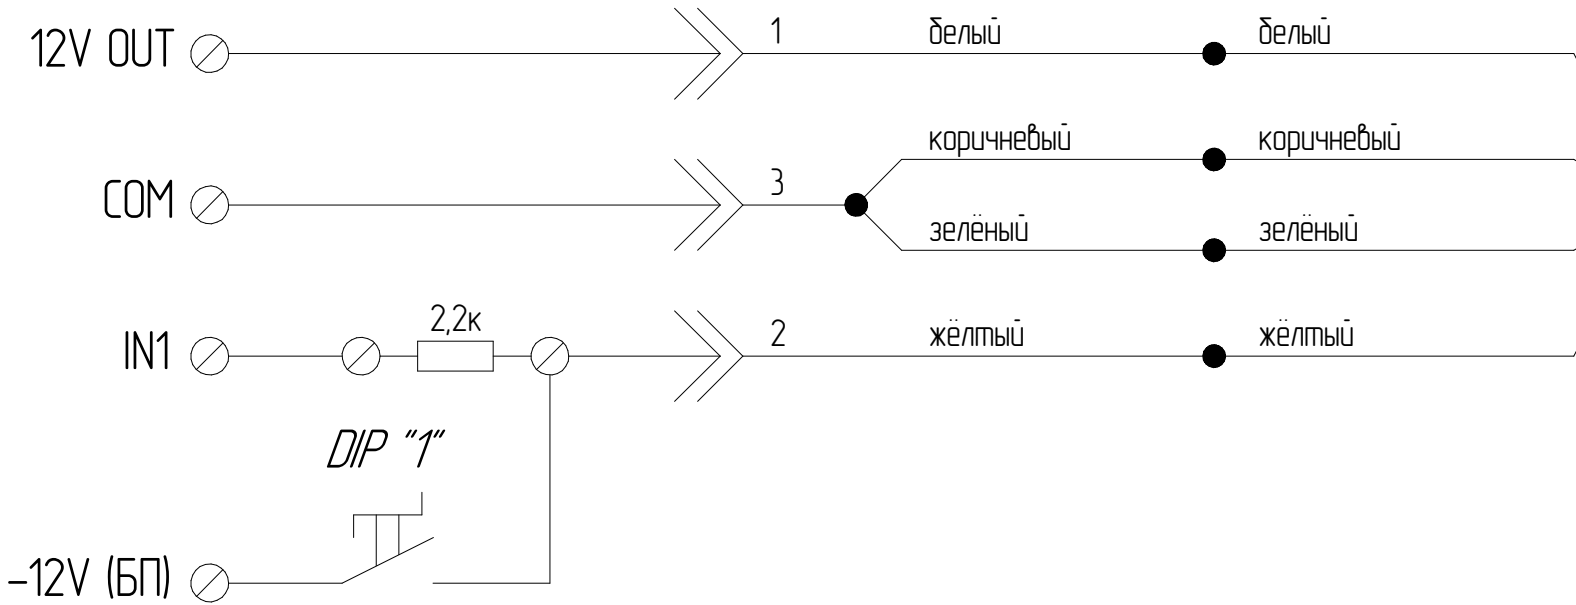 12V OUT 1 белый белый
коричневый коричневый
COM 3
зелёный зелёный
2,2к
IN1 2 жёлтый жёлтый
DIP "1"
-12V (БП)